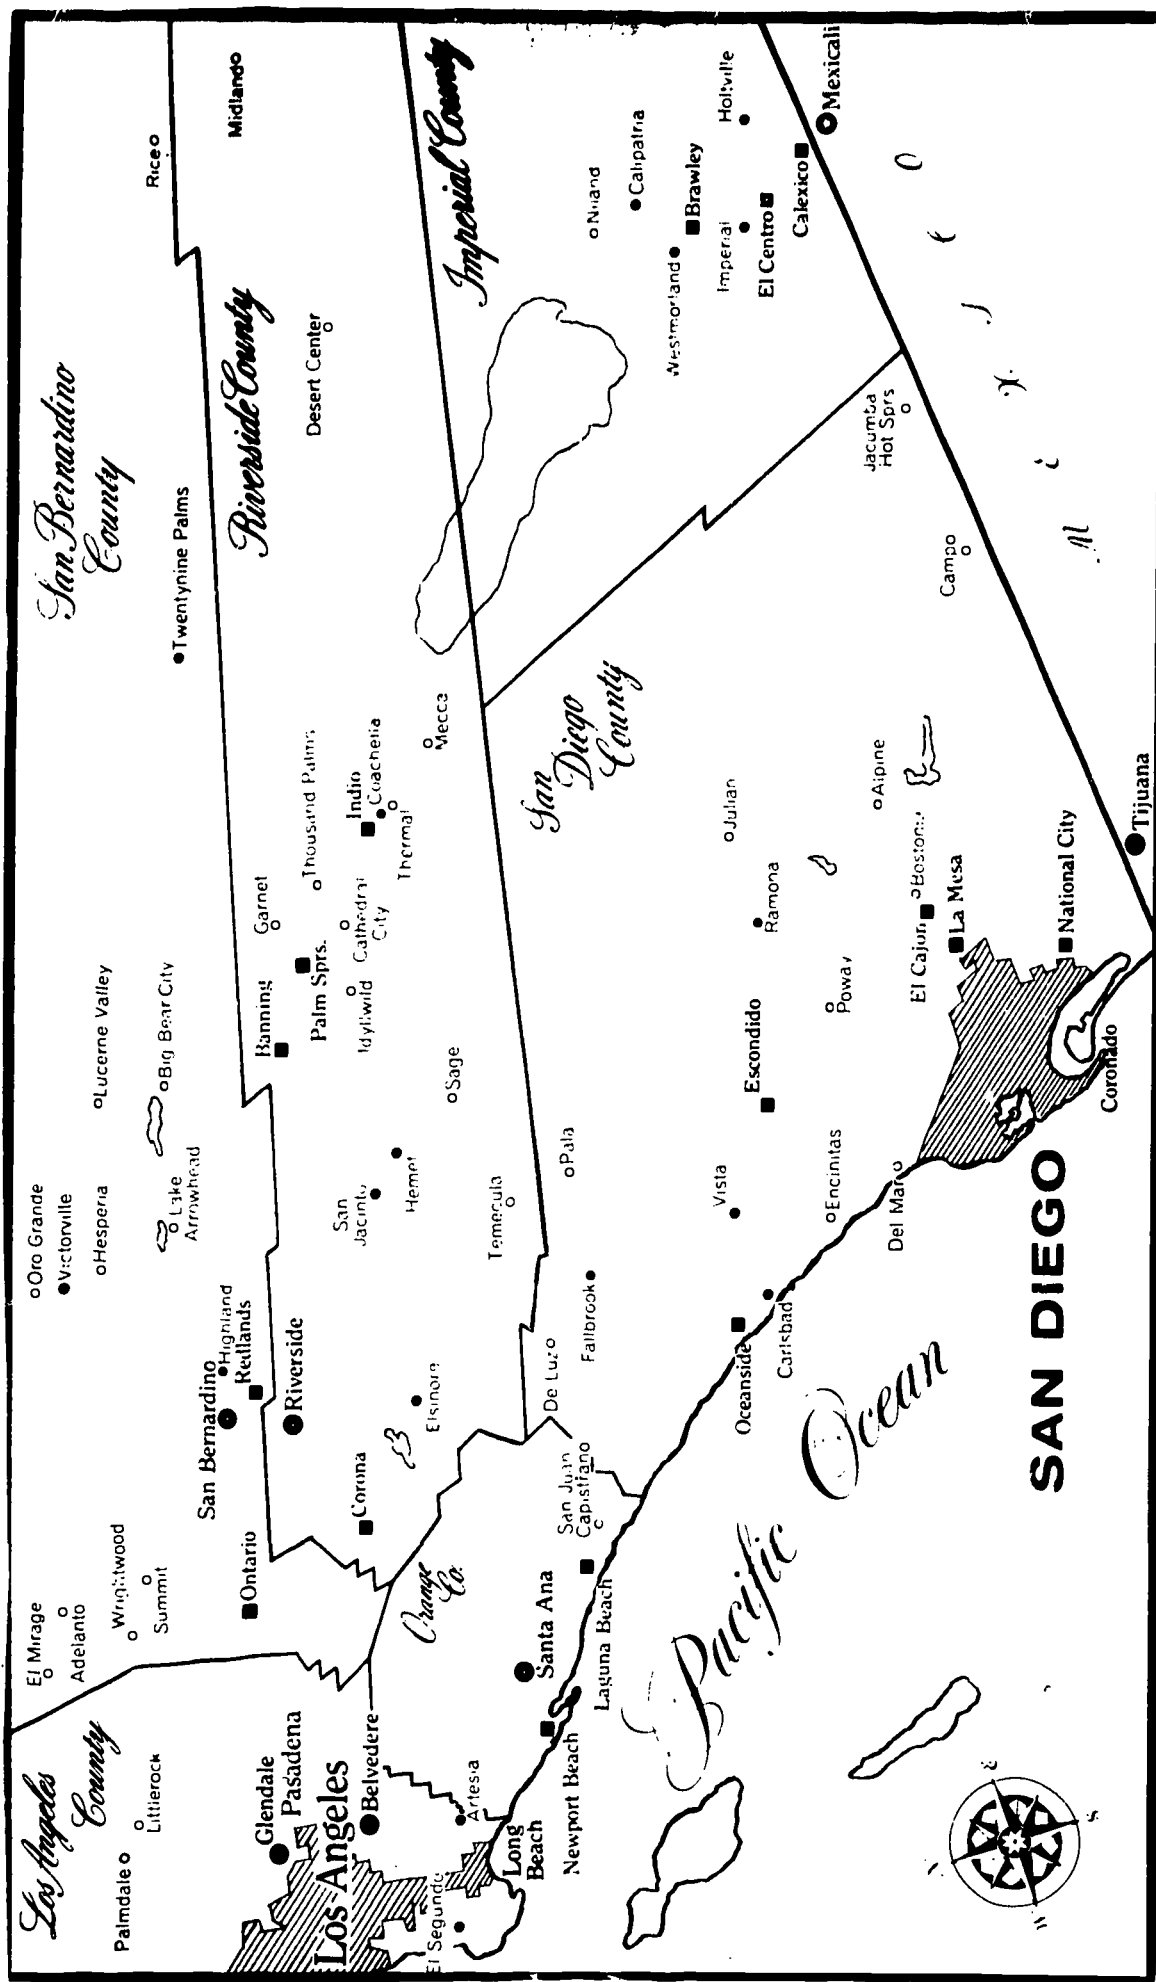 Los Angeles
County
San Bernardino
County
Riverside County
Imperial County
San
Diego
County
Orange
Co.
El Mirage
Adelanto
Oro Grande
Victorville
Hesperia
Lucerne Valley
Wrightwood
Summit
Lake
Arrowhead
Big Bear City
Twentynine Palms
Rice
Midland
Palmdale
Littlerock
Glendale
Pasadena
Los Angeles
Belvedere
Ontario
San Bernardino
Highland
Redlands
Riverside
Banning
Garnet
Palm Sprs.
Thousand Palms
Desert Center
Corona
San
Jacinto
Idyllwild
Cathedral
City
Indio
Coachella
Thermal
Hemet
Elsinore
Sage
Mecca
El Segundo
Artesia
Long
Beach
Santa Ana
Newport Beach
Laguna Beach
San Juan
Capistrano
De Luz
Temecula
Pala
Fallbrook
Niland
Calipatria
Westmorland
Brawley
Imperial
Holtville
El Centro
Calexico
Mexicali
Oceanside
Carlsbad
Vista
Escondido
Ramona
Julian
Encinitas
Poway
Del Mar
El Cajon
La Mesa
Alpine
Campo
Jacumba
Hot Sprs
National City
Coronado
Tijuana
Pacific Ocean
SAN DIEGO
N
E
S
W